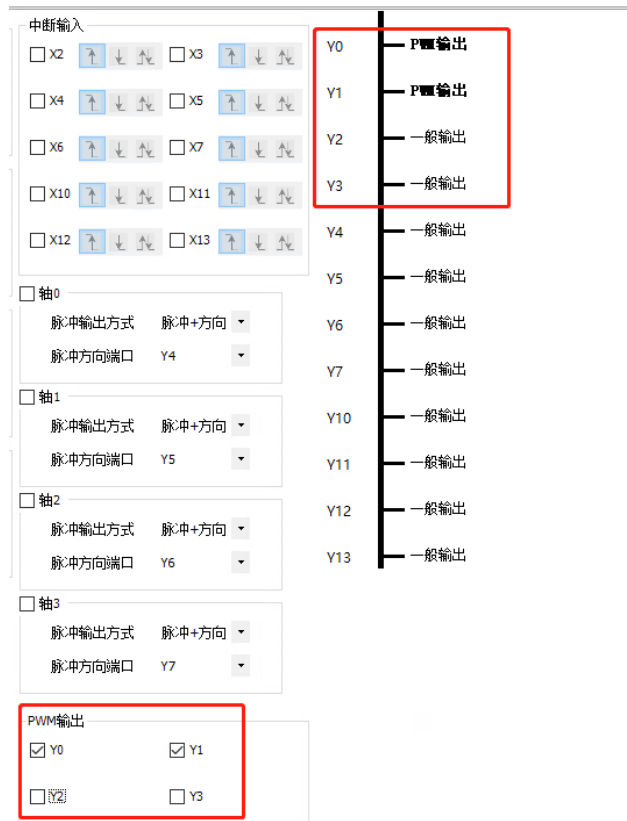 中断输入
X2 X3
X4 X5
X6 X7
X10 X11
X12 X13
轴0
脉冲输出方式 脉冲+方向
脉冲方向端口 Y4
轴1
脉冲输出方式 脉冲+方向
脉冲方向端口 Y5
轴2
脉冲输出方式 脉冲+方向
脉冲方向端口 Y6
轴3
脉冲输出方式 脉冲+方向
脉冲方向端口 Y7
PWM输出
Y0 Y1
Y2 Y3
Y0 PWM输出
Y1 PWM输出
Y2 一般输出
Y3 一般输出
Y4 一般输出
Y5 一般输出
Y6 一般输出
Y7 一般输出
Y10 一般输出
Y11 一般输出
Y12 一般输出
Y13 一般输出